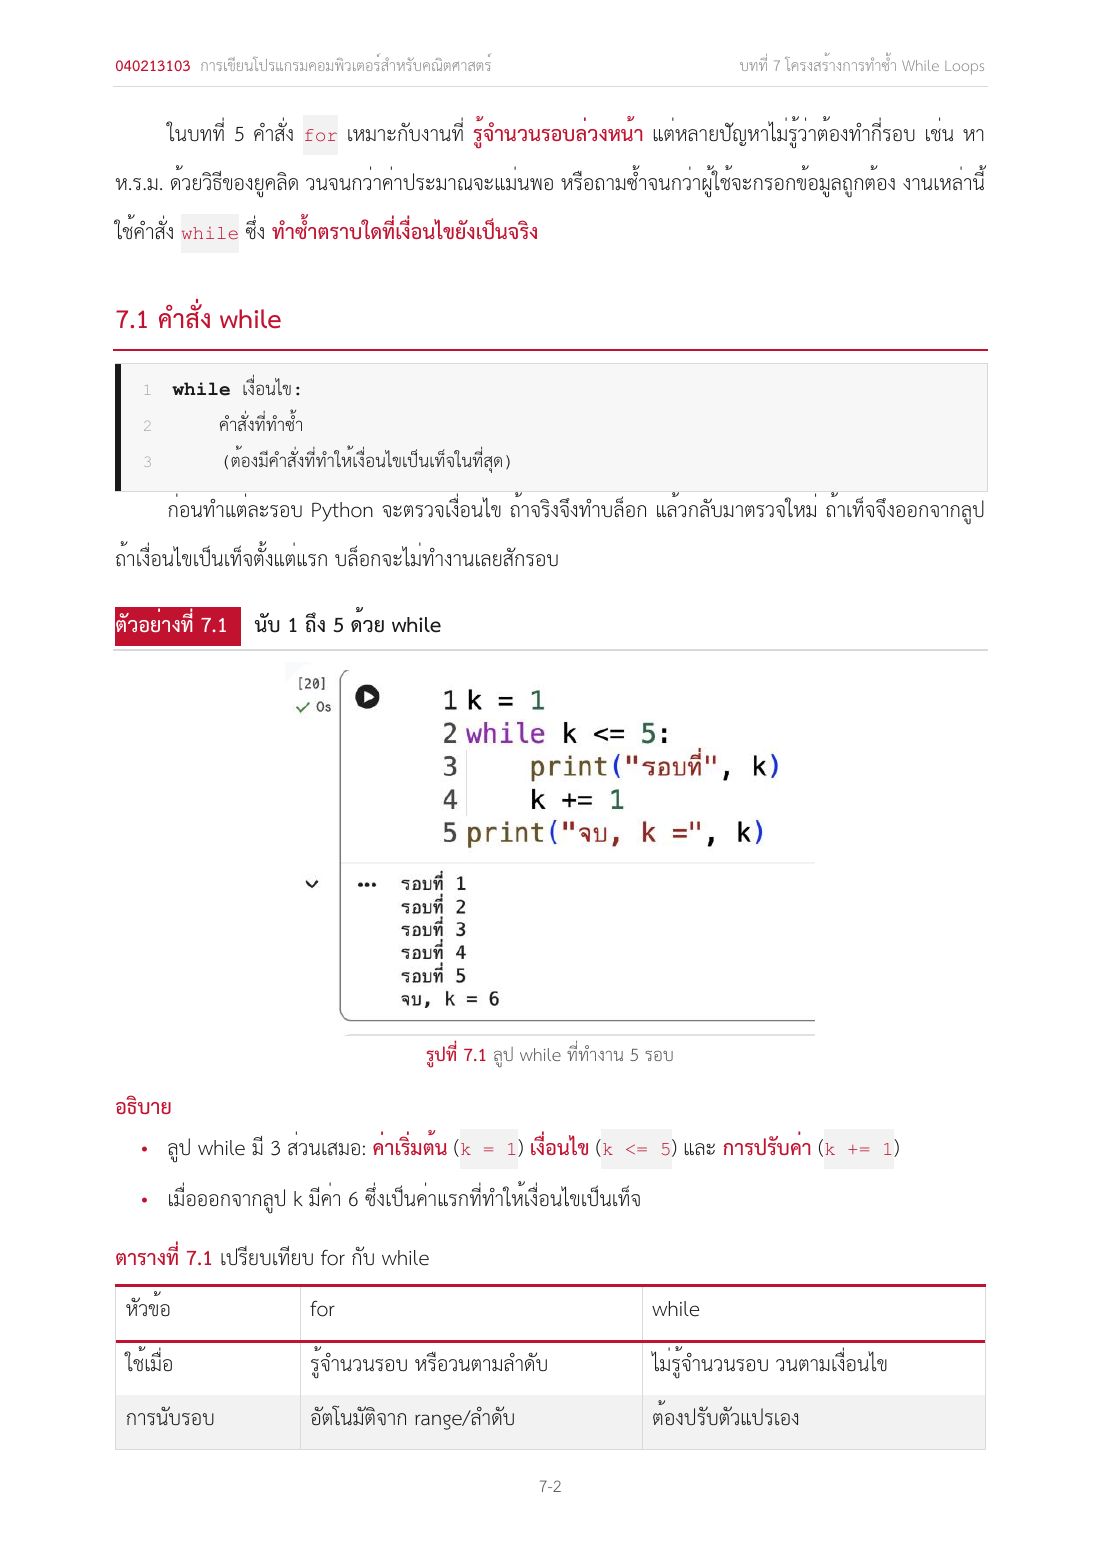 040213103 การเขียนโปรแกรมคอมพิวเตอร์สำหรับคณิตศาสตร์ บทที่ 7 โครงสร้างการทำซ้ำ While Loops
ในบทที่ 5 คำสั่ง for เหมาะกับงานที่ รู้จำนวนรอบล่วงหน้า แต่หลายปัญหาไม่รู้ว่าต้องทำกี่รอบ เช่น หา
ห.ร.ม. ด้วยวิธีของยูคลิด วนจนกว่าค่าประมาณจะแม่นพอ หรือถามซ้ำจนกว่าผู้ใช้จะกรอกข้อมูลถูกต้อง งานเหล่านี้
ใช้คำสั่ง while ซึ่ง ทำซ้ำตราบใดที่เงื่อนไขยังเป็นจริง
7.1 คำสั่ง while
1 while เงื่อนไข:
2 คำสั่งที่ทำซ้ำ
3 (ต้องมีคำสั่งที่ทำให้เงื่อนไขเป็นเท็จในที่สุด)
ก่อนทำแต่ละรอบ Python จะตรวจเงื่อนไข ถ้าจริงจึงทำบล็อก แล้วกลับมาตรวจใหม่ ถ้าเท็จจึงออกจากลูป
ถ้าเงื่อนไขเป็นเท็จตั้งแต่แรก บล็อกจะไม่ทำงานเลยสักรอบ
ตัวอย่างที่ 7.1 นับ 1 ถึง 5 ด้วย while
[20]
0s
1 k = 1
2 while k <= 5:
3 print("รอบที่", k)
4 k += 1
5 print("จบ, k =", k)
รอบที่ 1
รอบที่ 2
รอบที่ 3
รอบที่ 4
รอบที่ 5
จบ, k = 6
รูปที่ 7.1 ลูป while ที่ทำงาน 5 รอบ
อธิบาย
• ลูป while มี 3 ส่วนเสมอ: ค่าเริ่มต้น (k = 1) เงื่อนไข (k <= 5) และ การปรับค่า (k += 1)
• เมื่อออกจากลูป k มีค่า 6 ซึ่งเป็นค่าแรกที่ทำให้เงื่อนไขเป็นเท็จ
ตารางที่ 7.1 เปรียบเทียบ for กับ while
หัวข้อ for while
ใช้เมื่อ รู้จำนวนรอบ หรือวนตามลำดับ ไม่รู้จำนวนรอบ วนตามเงื่อนไข
การนับรอบ อัตโนมัติจาก range/ลำดับ ต้องปรับตัวแปรเอง
7-2